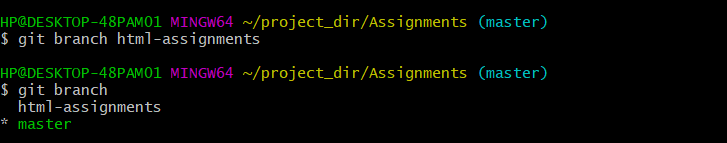 HP@DESKTOP-48PAM01 MINGW64 ~/project_dir/Assignments (master)
$ git branch html-assignments
HP@DESKTOP-48PAM01 MINGW64 ~/project_dir/Assignments (master)
$ git branch
  html-assignments
* master